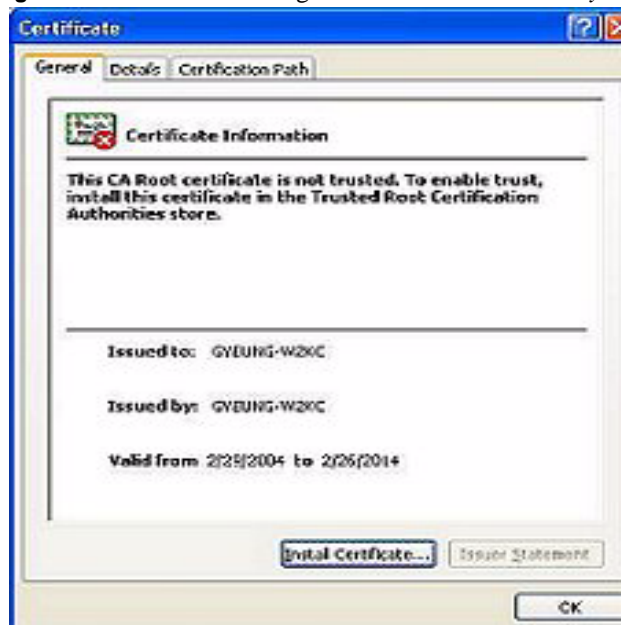 Certificate
General Details Certification Path
Certificate Information
This CA Root certificate is not trusted. To enable trust,
install this certificate in the Trusted Root Certification
Authorities store.
Issued to: GYEUNG-W2KC
Issued by: GYEUNG-W2KC
Valid from 2/29/2004 to 2/26/2014
Install Certificate... Issuer Statement
OK